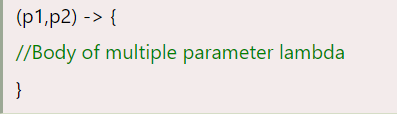 (p1,p2) -> {
//Body of multiple parameter lambda
}